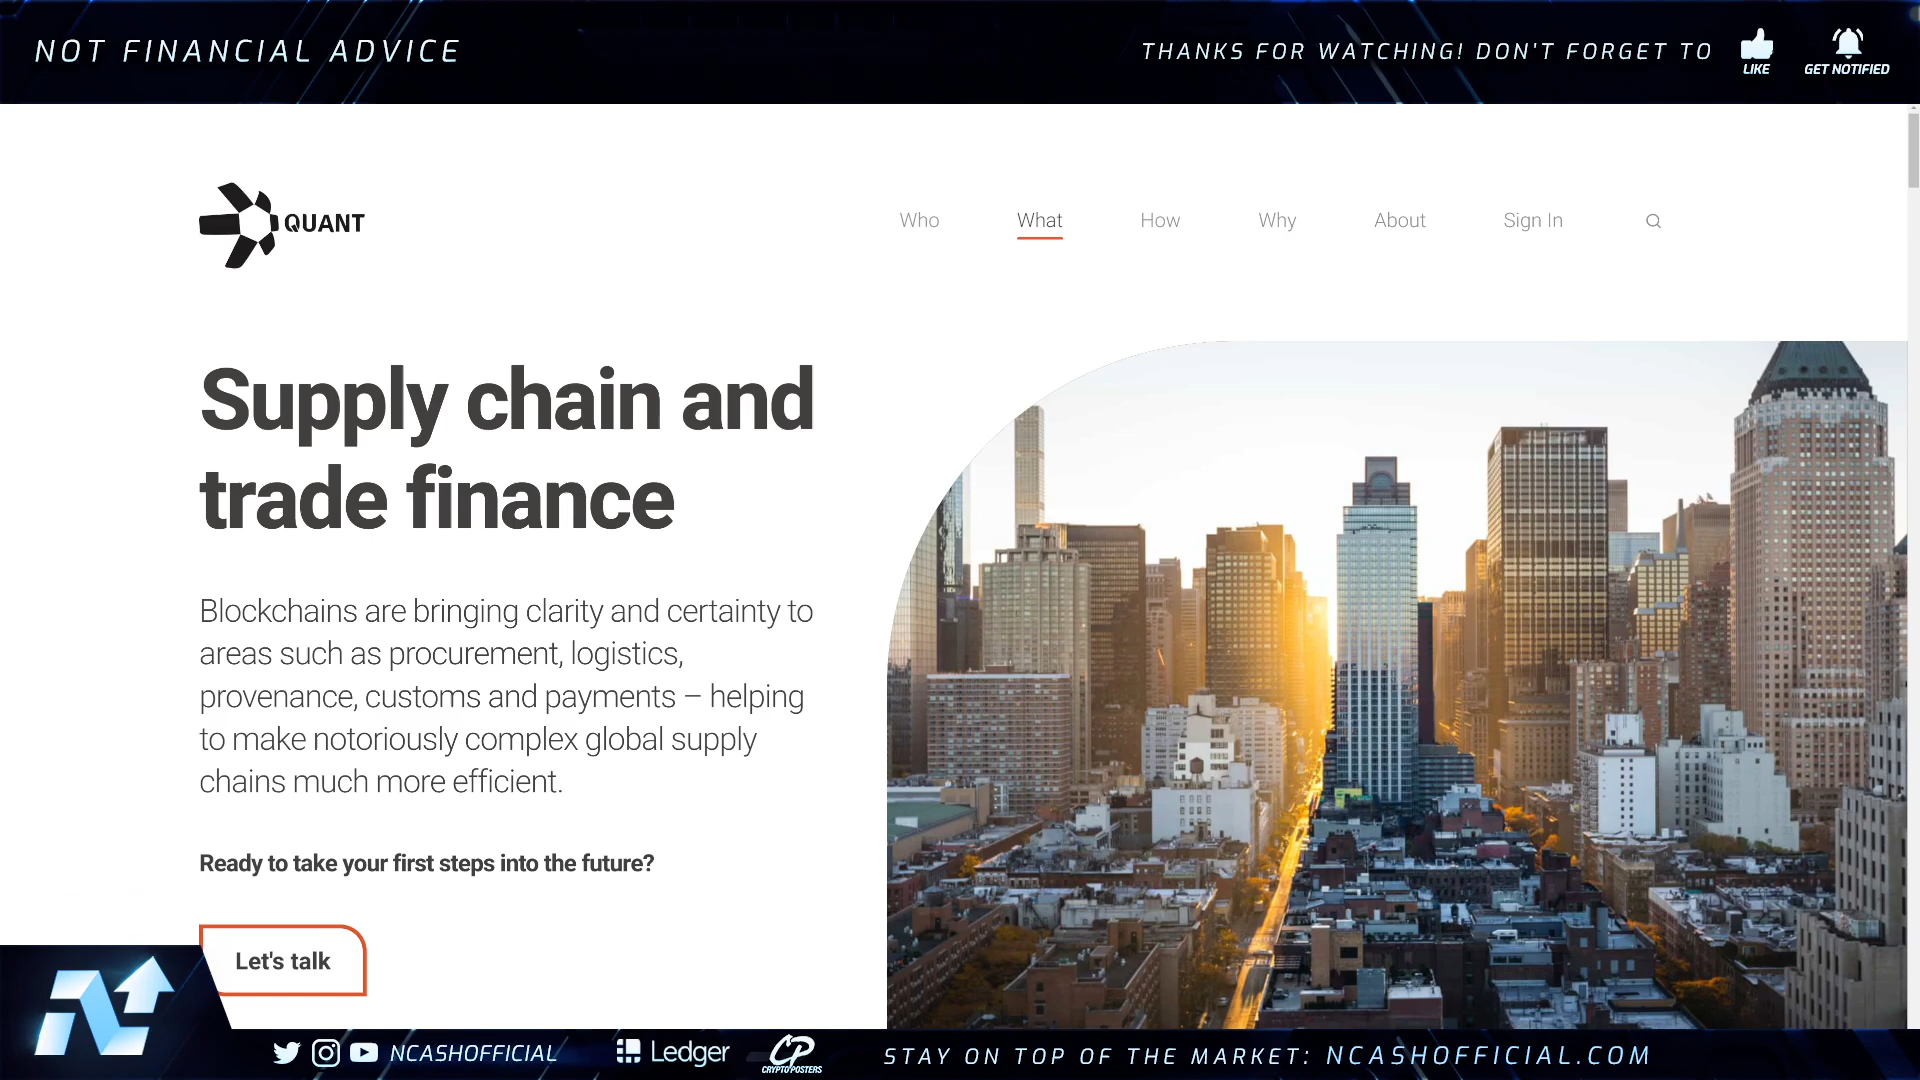 NOT FINANCIAL ADVICE
THANKS FOR WATCHING! DON'T FORGET TO
LIKE
GET NOTIFIED
QUANT
Who What How Why About Sign In
Supply chain and
trade finance
Blockchains are bringing clarity and certainty to
areas such as procurement, logistics,
provenance, customs and payments – helping
to make notoriously complex global supply
chains much more efficient.
Ready to take your first steps into the future?
Let's talk
NCASHOFFICIAL
Ledger
CP
CRYPTOPOSTERS
STAY ON TOP OF THE MARKET: NCASHOFFICIAL.COM